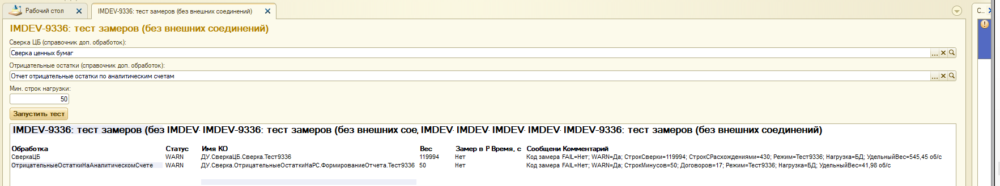 Рабочий стол
IMDEV-9336: тест замеров (без внешних соединений)
С...
IMDEV-9336: тест замеров (без внешних соединений)
Сверка ЦБ (справочник доп. обработок):
Сверка ценных бумаг
Отрицательные остатки (справочник доп. обработок):
Отчет отрицательные остатки по аналитическим счетам
Мин. строк нагрузки:
50
Запустить тест
IMDEV-9336: тест замеров (без IMDEV- IMDEV-9336: тест замеров (без внешних сое, IMDEV- IMDEV- IMDEV- IMDEV- IMDEV-9336: тест замеров (без внешних соединений)
Обработка Статус Имя КО Вес Замер в Р Время, с Сообщени Комментарий
СверкаЦБ WARN ДУ.СверкаЦБ.Сверка.Тест9336 119994 Нет Код замера FAIL=Нет; WARN=Да; СтрокСверки=119994; СтрокСРасхождениями=430; Режим=Тест9336; Нагрузка=БД; УдельныйВес=545,45 об/с
ОтрицательныеОстаткиНаАналитическомСчете WARN ДУ.Сверка.ОтрицательныеОстаткиНаРС.ФормированиеОтчета.Тест9336 50 Нет Код замера FAIL=Нет; WARN=Да; СтрокМинусов=50; Договоров=17; Режим=Тест9336; Нагрузка=БД; УдельныйВес=41,98 об/с